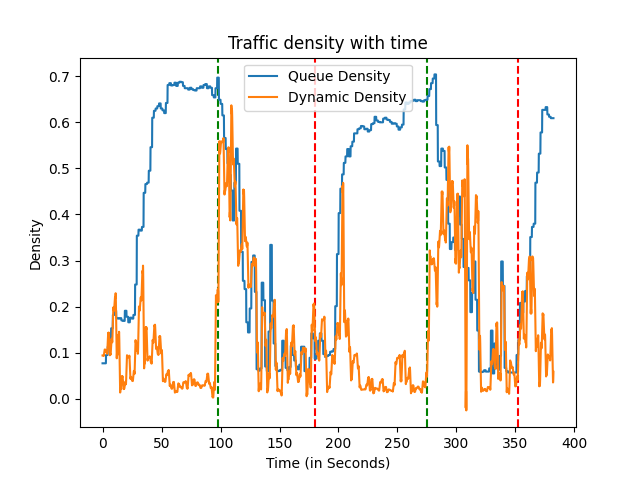 Traffic density with time
Queue Density
Dynamic Density
Density
0.7
0.6
0.5
0.4
0.3
0.2
0.1
0.0
0 50 100 150 200 250 300 350 400
Time (in Seconds)